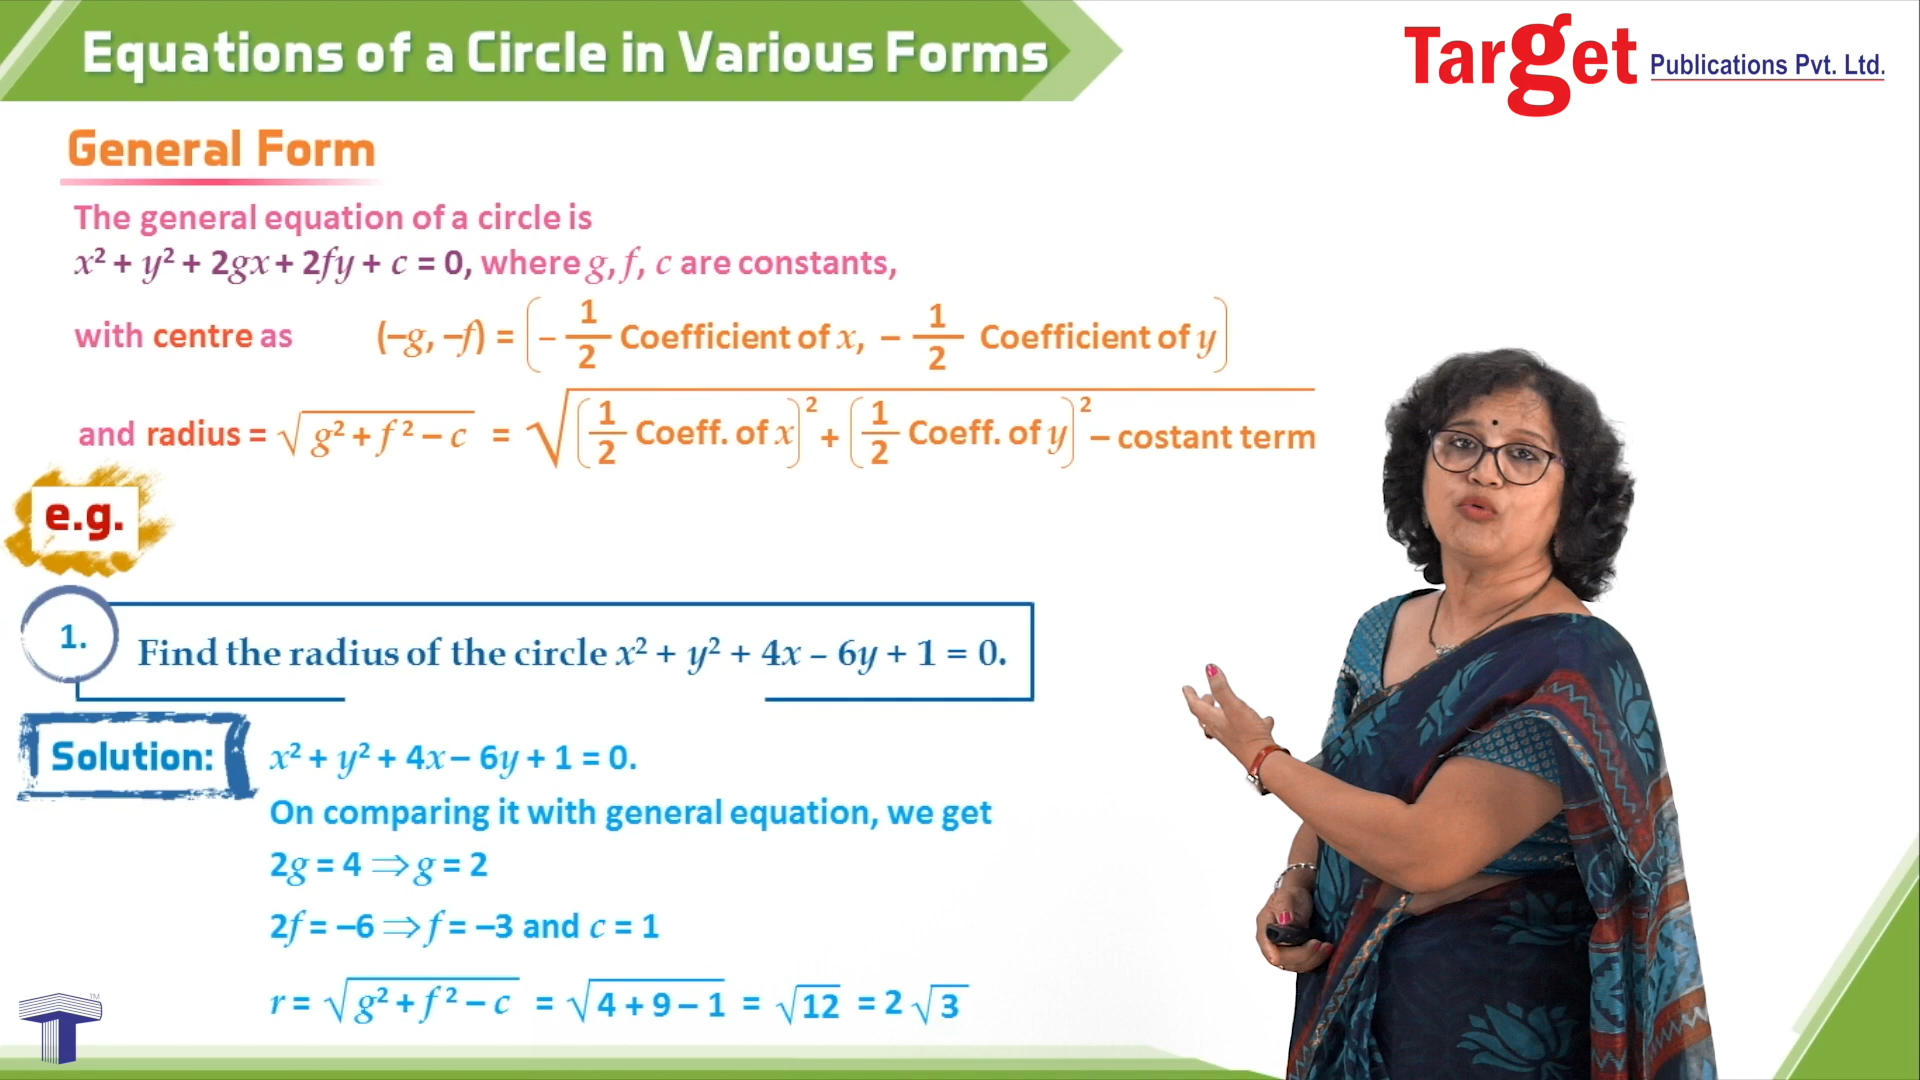 Equations of a Circle in Various Forms
Target Publications Pvt. Ltd.
General Form
The general equation of a circle is
x² + y² + 2gx + 2fy + c = 0, where g, f, c are constants,
with centre as (–g, –f) = (– 1/2 Coefficient of x, – 1/2 Coefficient of y)
and radius = √(g² + f² – c) = √((1/2 Coeff. of x)² + (1/2 Coeff. of y)² – costant term)
e.g.
1. Find the radius of the circle x² + y² + 4x – 6y + 1 = 0.
Solution: x² + y² + 4x – 6y + 1 = 0.
On comparing it with general equation, we get
2g = 4 ⇒ g = 2
2f = –6 ⇒ f = –3 and c = 1
r = √(g² + f² – c) = √(4 + 9 – 1) = √12 = 2√3
TM